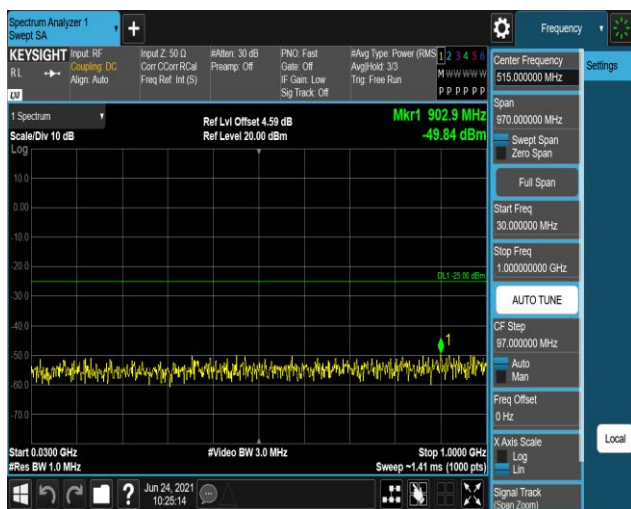 Spectrum Analyzer 1
Swept SA
Frequency
KEYSIGHT
RL
LXI
Input: RF
Coupling: DC
Align: Auto
Input Z: 50 Ω
Corr CCorr RCal
Freq Ref: Int (S)
#Atten: 30 dB
Preamp: Off
PNO: Fast
Gate: Off
IF Gain: Low
Sig Track: Off
#Avg Type: Power (RMS
Avg|Hold: 3/3
Trig: Free Run
1 2 3 4 5 6
M W W W W W
P P P P P P
1 Spectrum
Scale/Div 10 dB
Log
Ref Lvl Offset 4.59 dB
Ref Level 20.00 dBm
Mkr1 902.9 MHz
-49.84 dBm
10.0
0.00
-10.0
-20.0
DL1 -25.00 dBm
-30.0
-40.0
1
-50.0
-60.0
-70.0
Start 0.0300 GHz
#Res BW 1.0 MHz
#Video BW 3.0 MHz
Stop 1.0000 GHz
Sweep ~1.41 ms (1000 pts)
Jun 24, 2021
10:25:14
?
Center Frequency
515.000000 MHz
Settings
Span
970.000000 MHz
Swept Span
Zero Span
Full Span
Start Freq
30.000000 MHz
Stop Freq
1.000000000 GHz
AUTO TUNE
CF Step
97.000000 MHz
Auto
Man
Freq Offset
0 Hz
X Axis Scale
Log
Lin
Local
Signal Track
(Span Zoom)